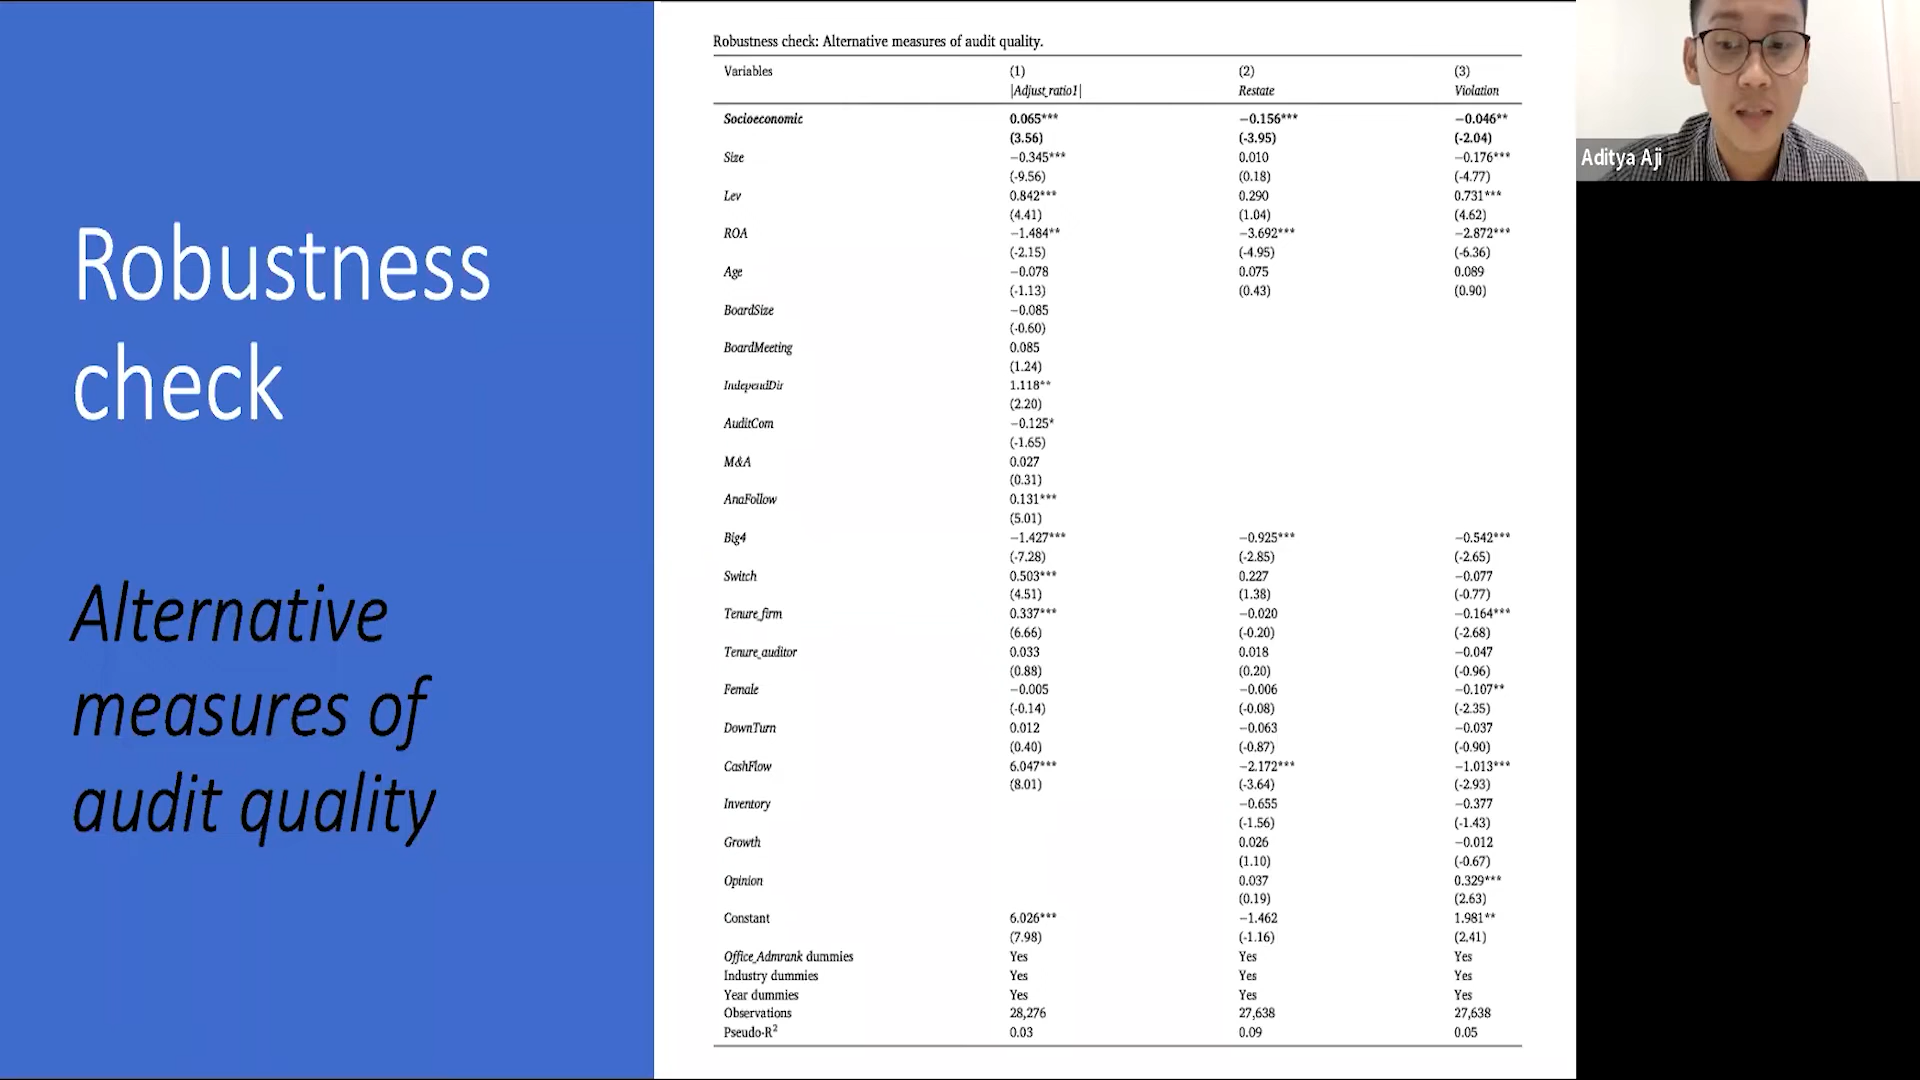 Robustness
check
Alternative
measures of
audit quality
Robustness check: Alternative measures of audit quality.
Variables (1) (2) (3)
|Adjust_ratio1| Restate Violation
Socioeconomic 0.065*** −0.156*** −0.046**
(3.56) (-3.95) (-2.04)
Size −0.345*** 0.010 −0.176***
(-9.56) (0.18) (-4.77)
Lev 0.842*** 0.290 0.731***
(4.41) (1.04) (4.62)
ROA −1.484** −3.692*** −2.872***
(-2.15) (-4.95) (-6.36)
Age −0.078 0.075 0.089
(-1.13) (0.43) (0.90)
BoardSize −0.085
(-0.60)
BoardMeeting 0.085
(1.24)
IndependDir 1.118**
(2.20)
AuditCom −0.125*
(-1.65)
M&A 0.027
(0.31)
AnaFollow 0.131***
(5.01)
Big4 −1.427*** −0.925*** −0.542***
(-7.28) (-2.85) (-2.65)
Switch 0.503*** 0.227 −0.077
(4.51) (1.38) (-0.77)
Tenure_firm 0.337*** −0.020 −0.164***
(6.66) (-0.20) (-2.68)
Tenure_auditor 0.033 0.018 −0.047
(0.88) (0.20) (-0.96)
Female −0.005 −0.006 −0.107**
(-0.14) (-0.08) (-2.35)
DownTurn 0.012 −0.063 −0.037
(0.40) (-0.87) (-0.90)
CashFlow 6.047*** −2.172*** −1.013***
(8.01) (-3.64) (-2.93)
Inventory −0.655 −0.377
(-1.56) (-1.43)
Growth 0.026 −0.012
(1.10) (-0.67)
Opinion 0.037 0.329***
(0.19) (2.63)
Constant 6.026*** −1.462 1.981**
(7.98) (-1.16) (2.41)
Office_Admrank dummies Yes Yes Yes
Industry dummies Yes Yes Yes
Year dummies Yes Yes Yes
Observations 28,276 27,638 27,638
Pseudo-R² 0.03 0.09 0.05
Aditya Aji